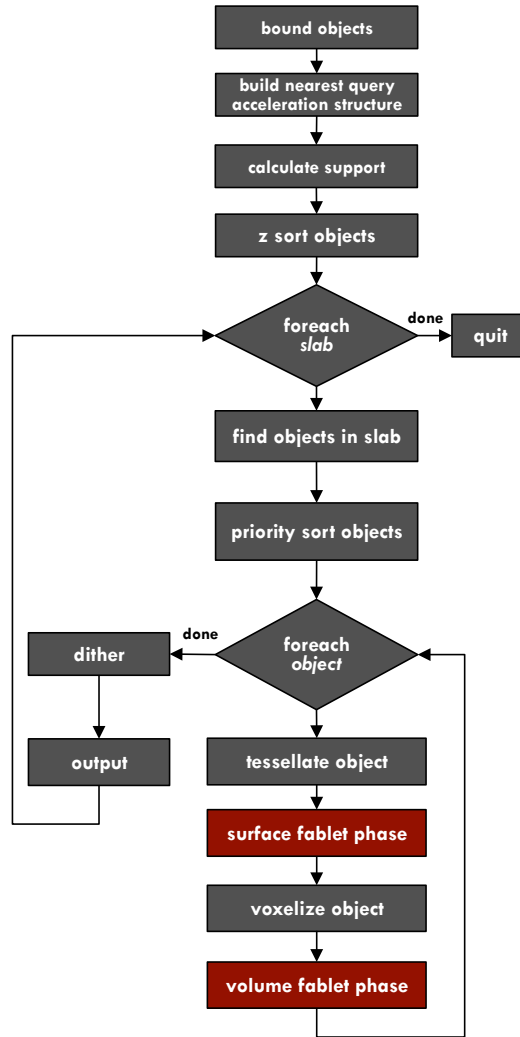 bound objects
build nearest query
acceleration structure
calculate support
z sort objects
foreach
slab
done
quit
find objects in slab
priority sort objects
foreach
object
done
dither
output
tessellate object
surface fablet phase
voxelize object
volume fablet phase